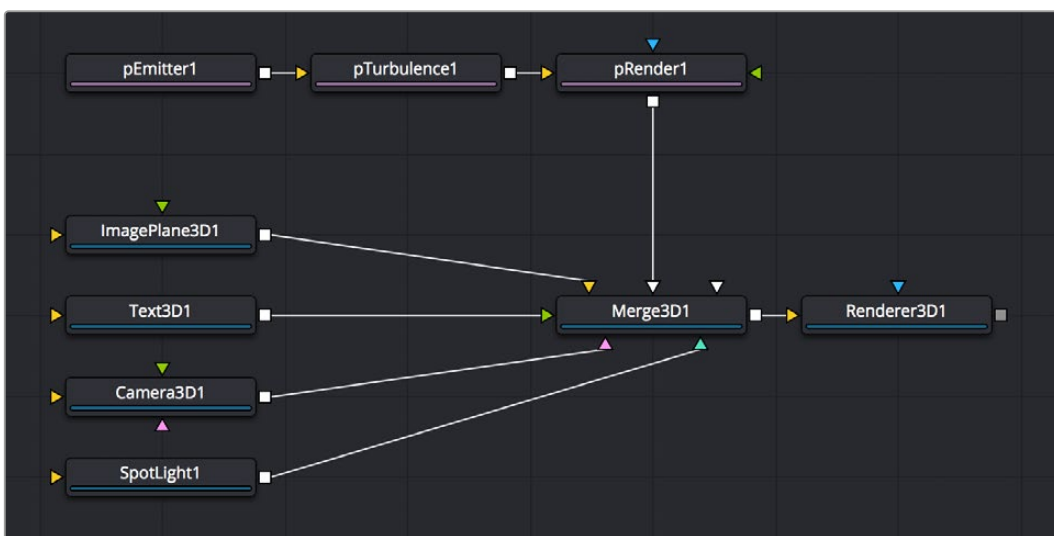 pEmitter1
pTurbulence1
pRender1
ImagePlane3D1
Text3D1
Merge3D1
Renderer3D1
Camera3D1
SpotLight1